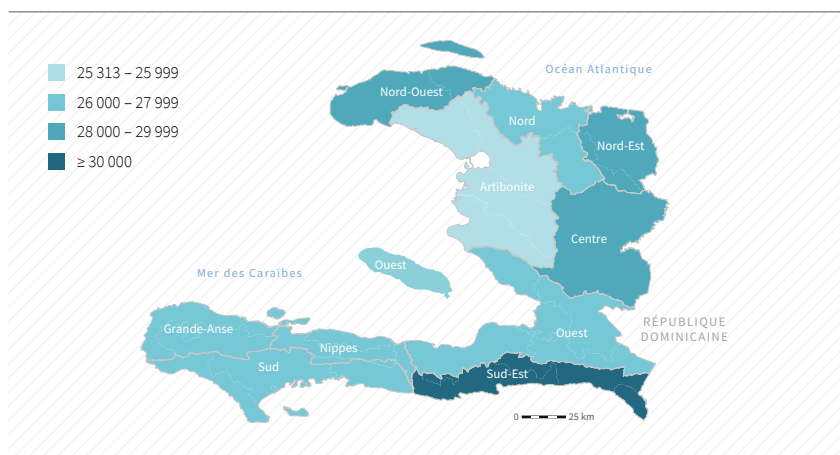 25 313 – 25 999
26 000 – 27 999
28 000 – 29 999
≥ 30 000
Océan Atlantique
Nord-Ouest
Nord
Nord-Est
Artibonite
Centre
Ouest
Mer des Caraïbes
Grande-Anse
Nippes
Sud
Ouest
RÉPUBLIQUE
DOMINICAINE
Sud-Est
0 25 km